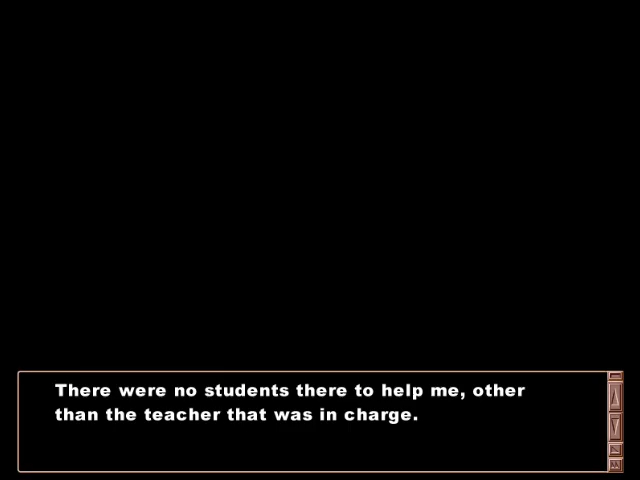 There were no students there to help me, other
than the teacher that was in charge.